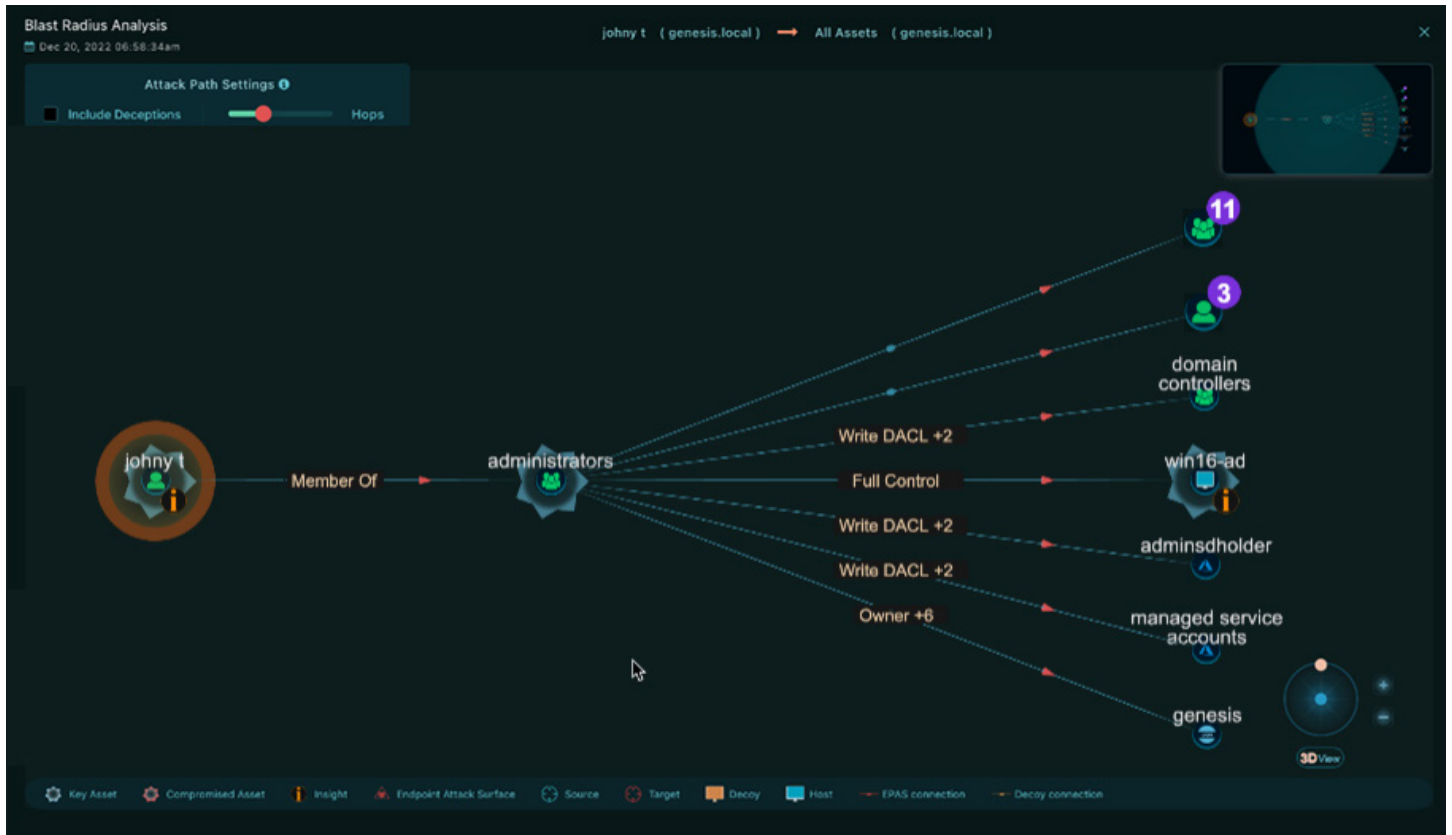 Blast Radius Analysis
Dec 20, 2022 06:58:34am
johny t ( genesis.local ) All Assets ( genesis.local )
Attack Path Settings
Include Deceptions Hops
11
3
domain
controllers
Write DACL +2
johny t
Member Of
administrators
Full Control
win16-ad
Write DACL +2
adminsdholder
Write DACL +2
managed service
accounts
Owner +6
genesis
3D View
Key Asset Compromised Asset Insight Endpoint Attack Surface Source Target Decoy Host EPAS connection Decoy connection